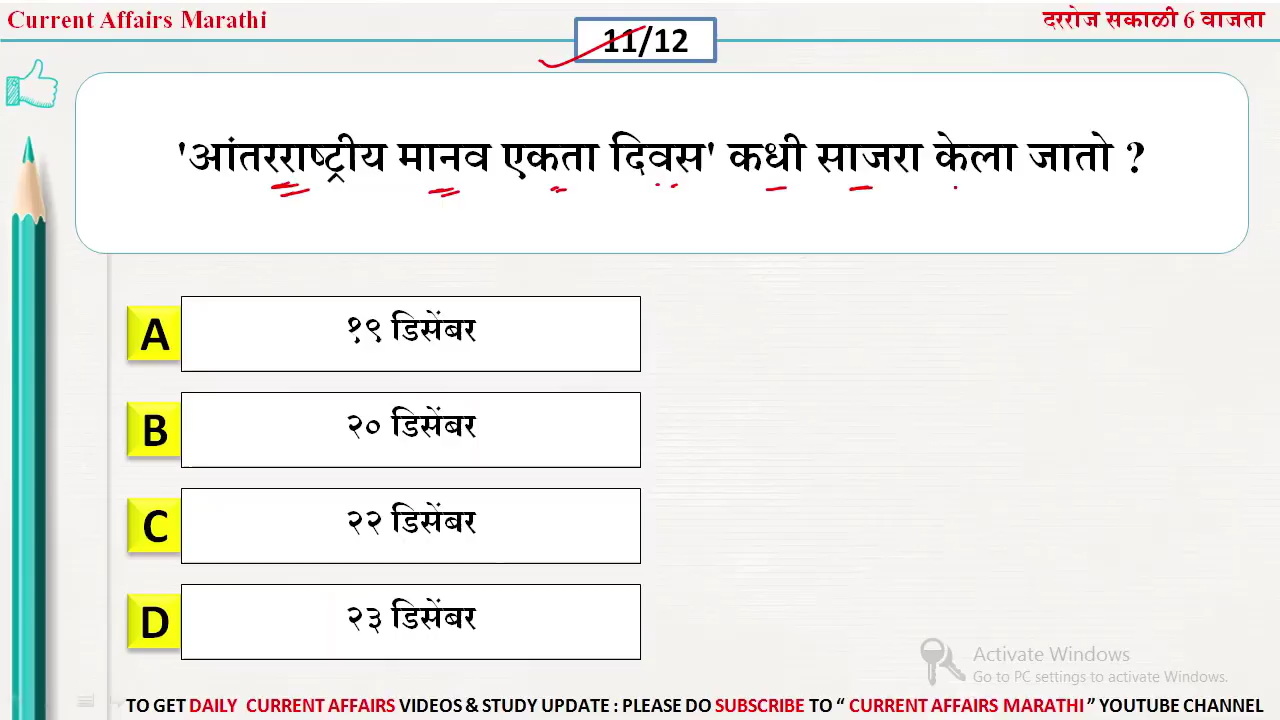 Current Affairs Marathi
दररोज सकाळी 6 वाजता
11/12
'आंतरराष्ट्रीय मानव एकता दिवस' कधी साजरा केला जातो ?
A १९ डिसेंबर
B २० डिसेंबर
C २२ डिसेंबर
D २३ डिसेंबर
Activate Windows
Go to PC settings to activate Windows.
TO GET DAILY CURRENT AFFAIRS VIDEOS & STUDY UPDATE : PLEASE DO SUBSCRIBE TO “ CURRENT AFFAIRS MARATHI ” YOUTUBE CHANNEL